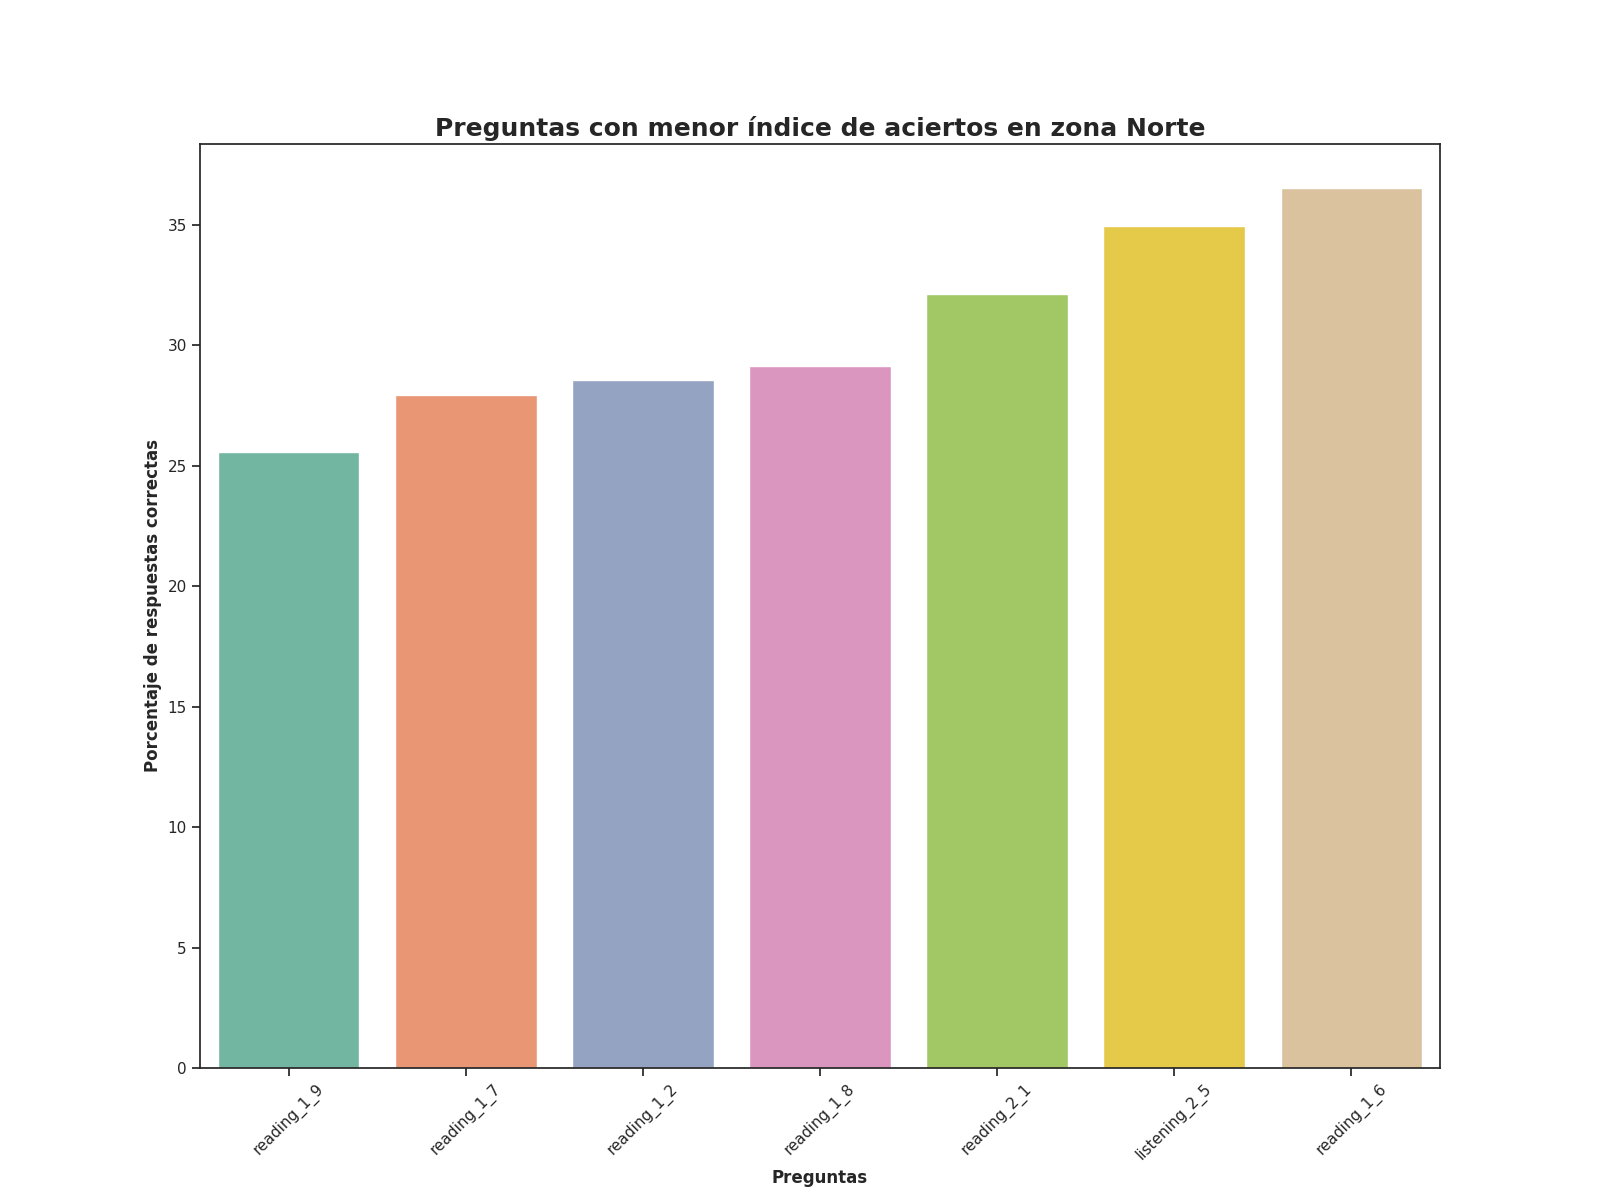 Preguntas con menor índice de aciertos en zona Norte
Porcentaje de respuestas correctas
35
30
25
20
15
10
5
0
reading_1_9
reading_1_7
reading_1_2
reading_1_8
reading_2_1
listening_2_5
reading_1_6
Preguntas